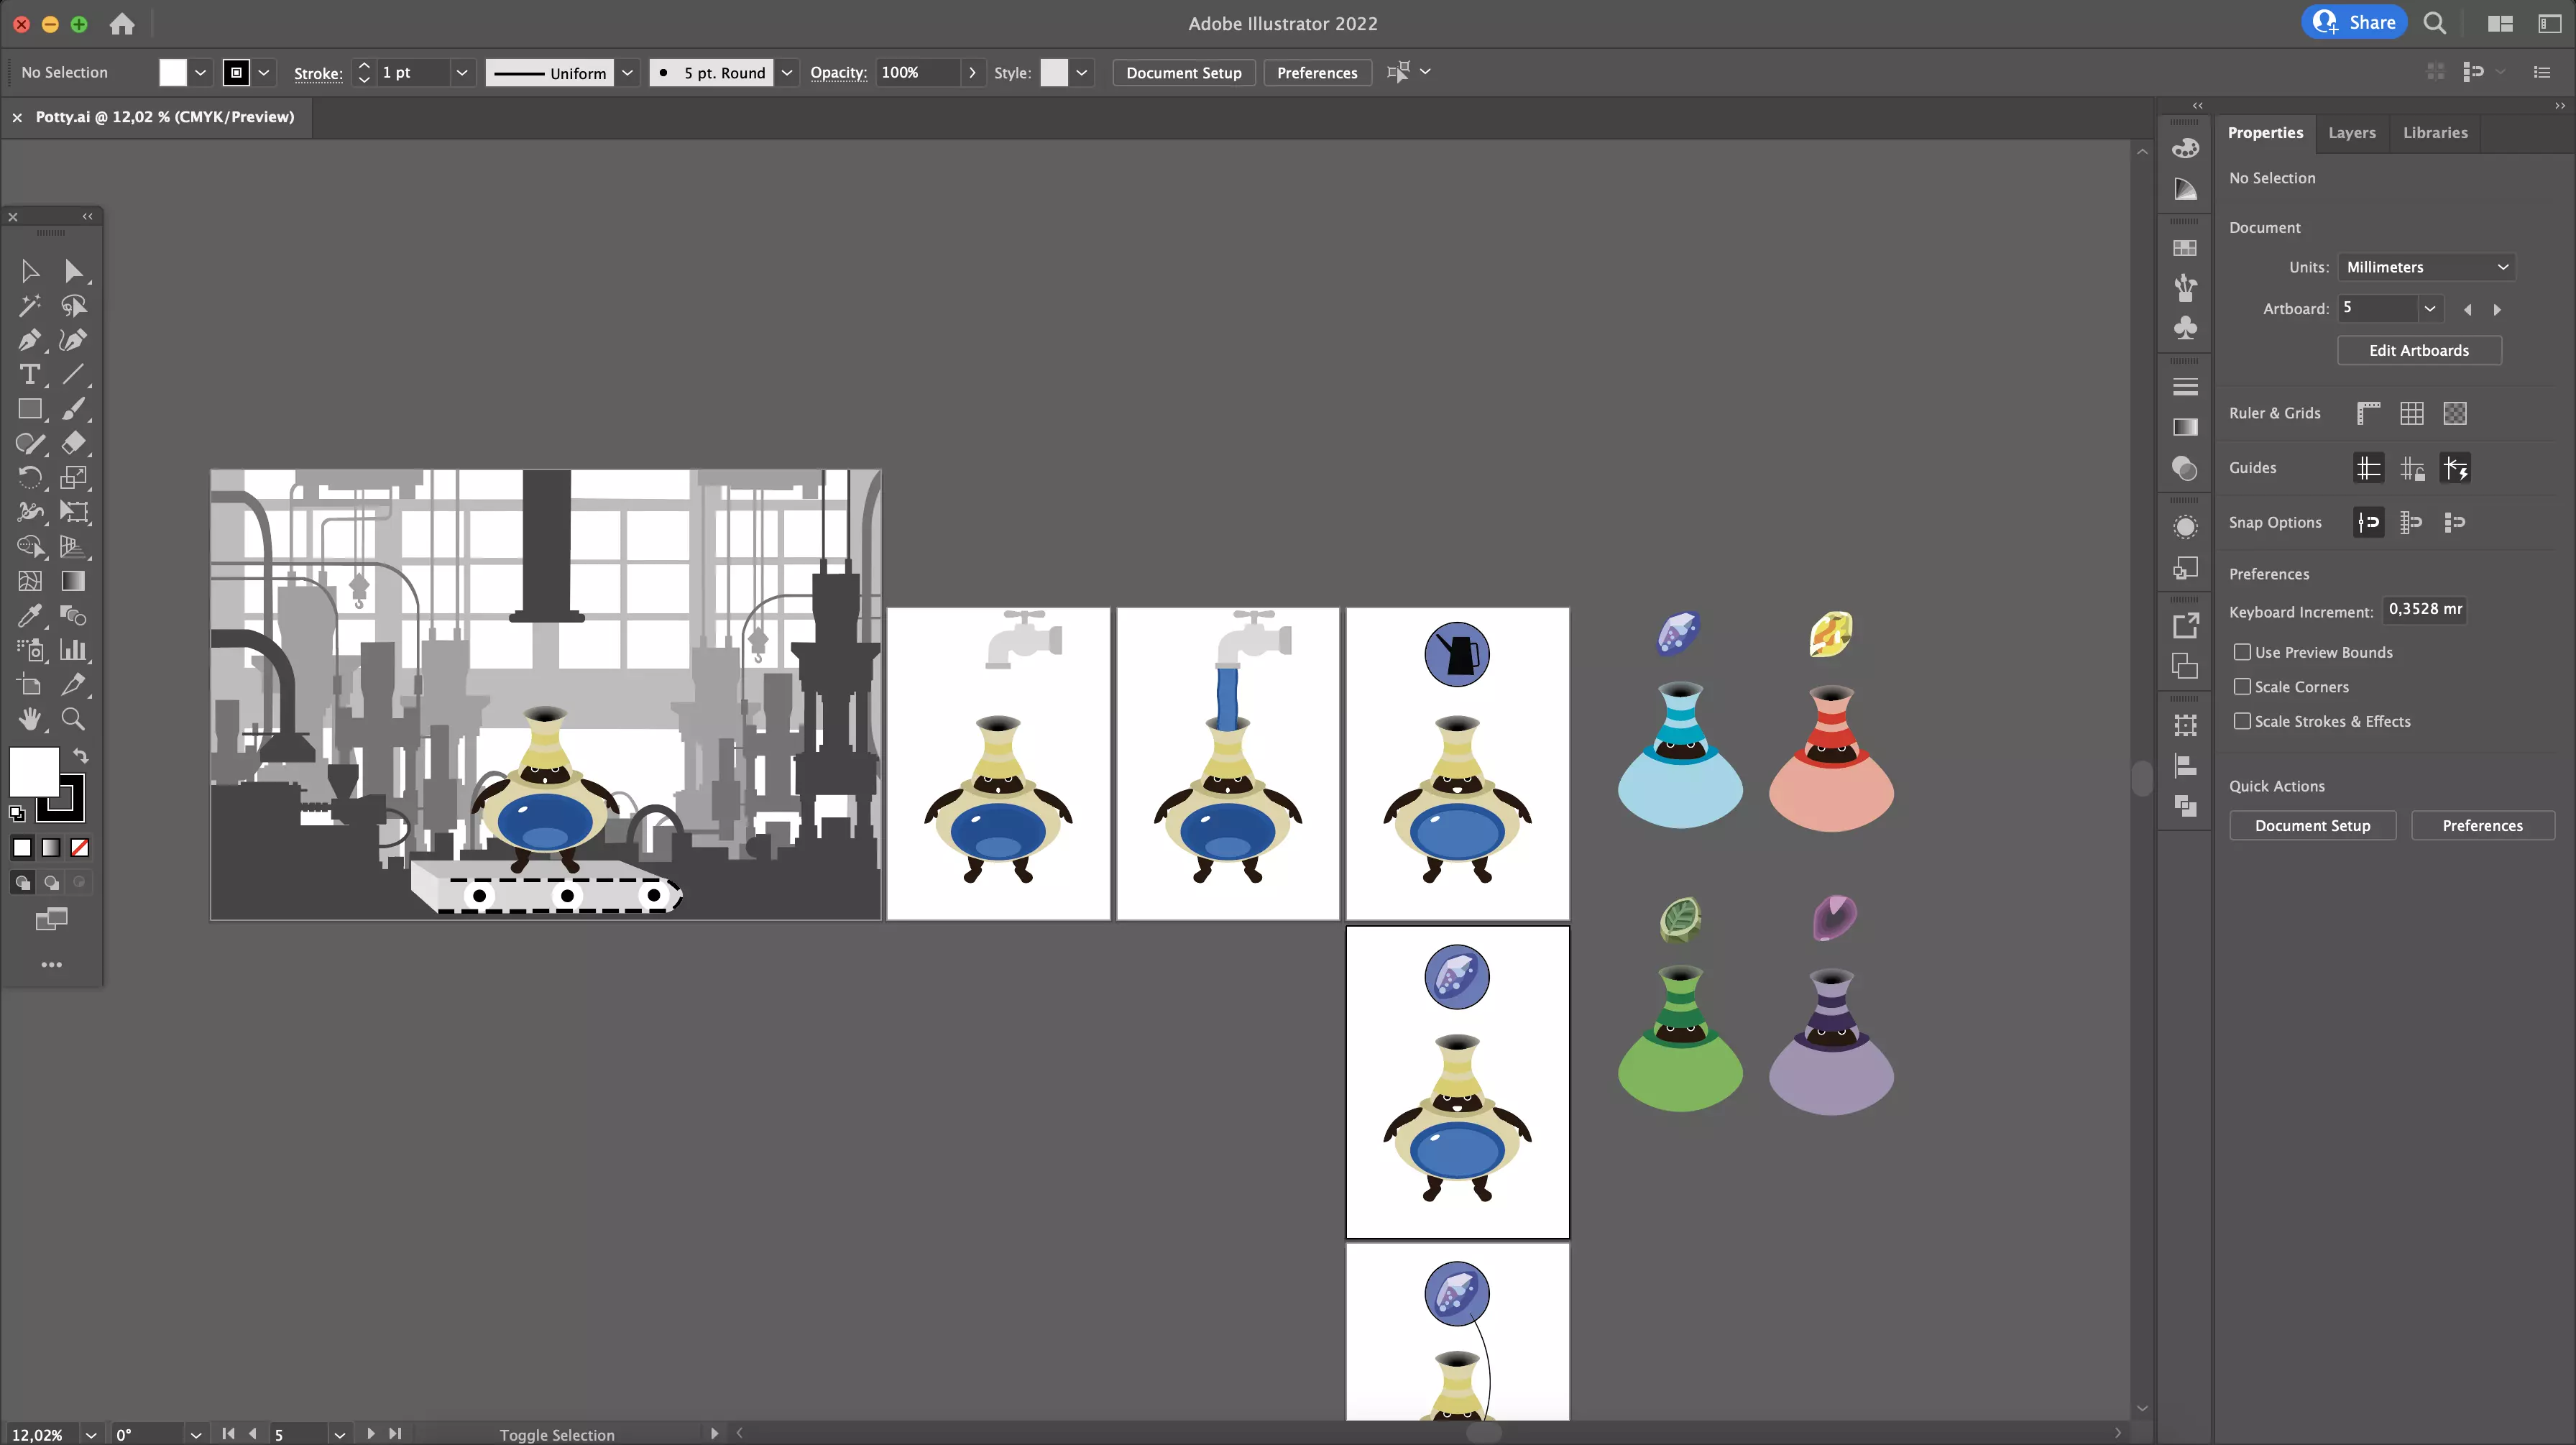 Adobe Illustrator 2022
Share
No Selection
Stroke: 1 pt Uniform 5 pt. Round Opacity: 100% Style: Document Setup Preferences
Potty.ai @ 12,02 % (CMYK/Preview)
Properties Layers Libraries
No Selection
Document
Units: Millimeters
Artboard: 5
Edit Artboards
Ruler & Grids
Guides
Snap Options
Preferences
Keyboard Increment: 0,3528 mr
Use Preview Bounds
Scale Corners
Scale Strokes & Effects
Quick Actions
Document Setup Preferences
12,02% 0° 5 Toggle Selection